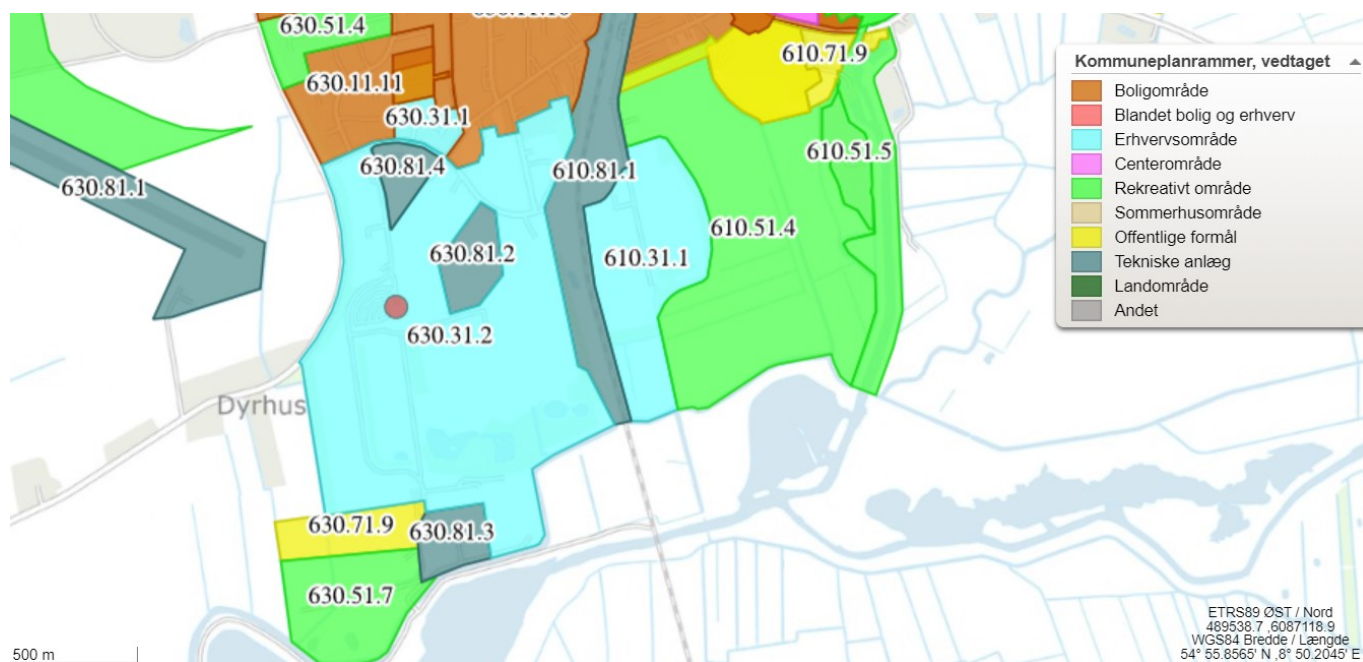 630.51.4
610.71.9
Kommuneplanrammer, vedtaget
Boligområde
Blandet bolig og erhverv
Erhvervsområde
Centerområde
Rekreativt område
Sommerhusområde
Offentlige formål
Tekniske anlæg
Landområde
Andet
630.11.11
630.31.1
630.81.4
610.81.1
610.51.5
630.81.1
610.51.4
630.81.2
610.31.1
630.31.2
Dyrhus
630.71.9
630.81.3
630.51.7
500 m
ETRS89 ØST / Nord
489538.7 ,6087118.9
WGS84 Bredde / Længde
54° 55.8565' N ,8° 50.2045' E